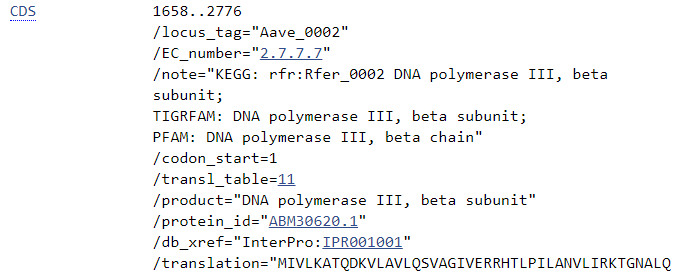 CDS 1658..2776
/locus_tag="Aave_0002"
/EC_number="2.7.7.7"
/note="KEGG: rfr:Rfer_0002 DNA polymerase III, beta
subunit;
TIGRFAM: DNA polymerase III, beta subunit;
PFAM: DNA polymerase III, beta chain"
/codon_start=1
/transl_table=11
/product="DNA polymerase III, beta subunit"
/protein_id="ABM30620.1"
/db_xref="InterPro:IPR001001"
/translation="MIVLKATQDKVLAVLQSVAGIVERRHTLPILANVLIRKTGNALQ